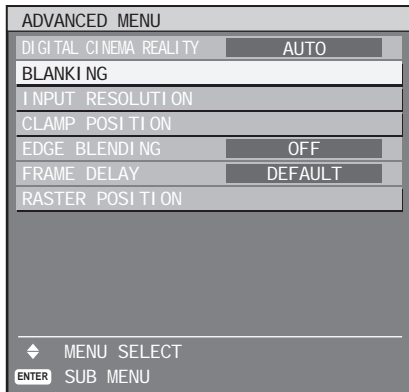 ADVANCED MENU
DIGITAL CINEMA REALITY AUTO
BLANKING
INPUT RESOLUTION
CLAMP POSITION
EDGE BLENDING OFF
FRAME DELAY DEFAULT
RASTER POSITION
MENU SELECT
ENTER SUB MENU